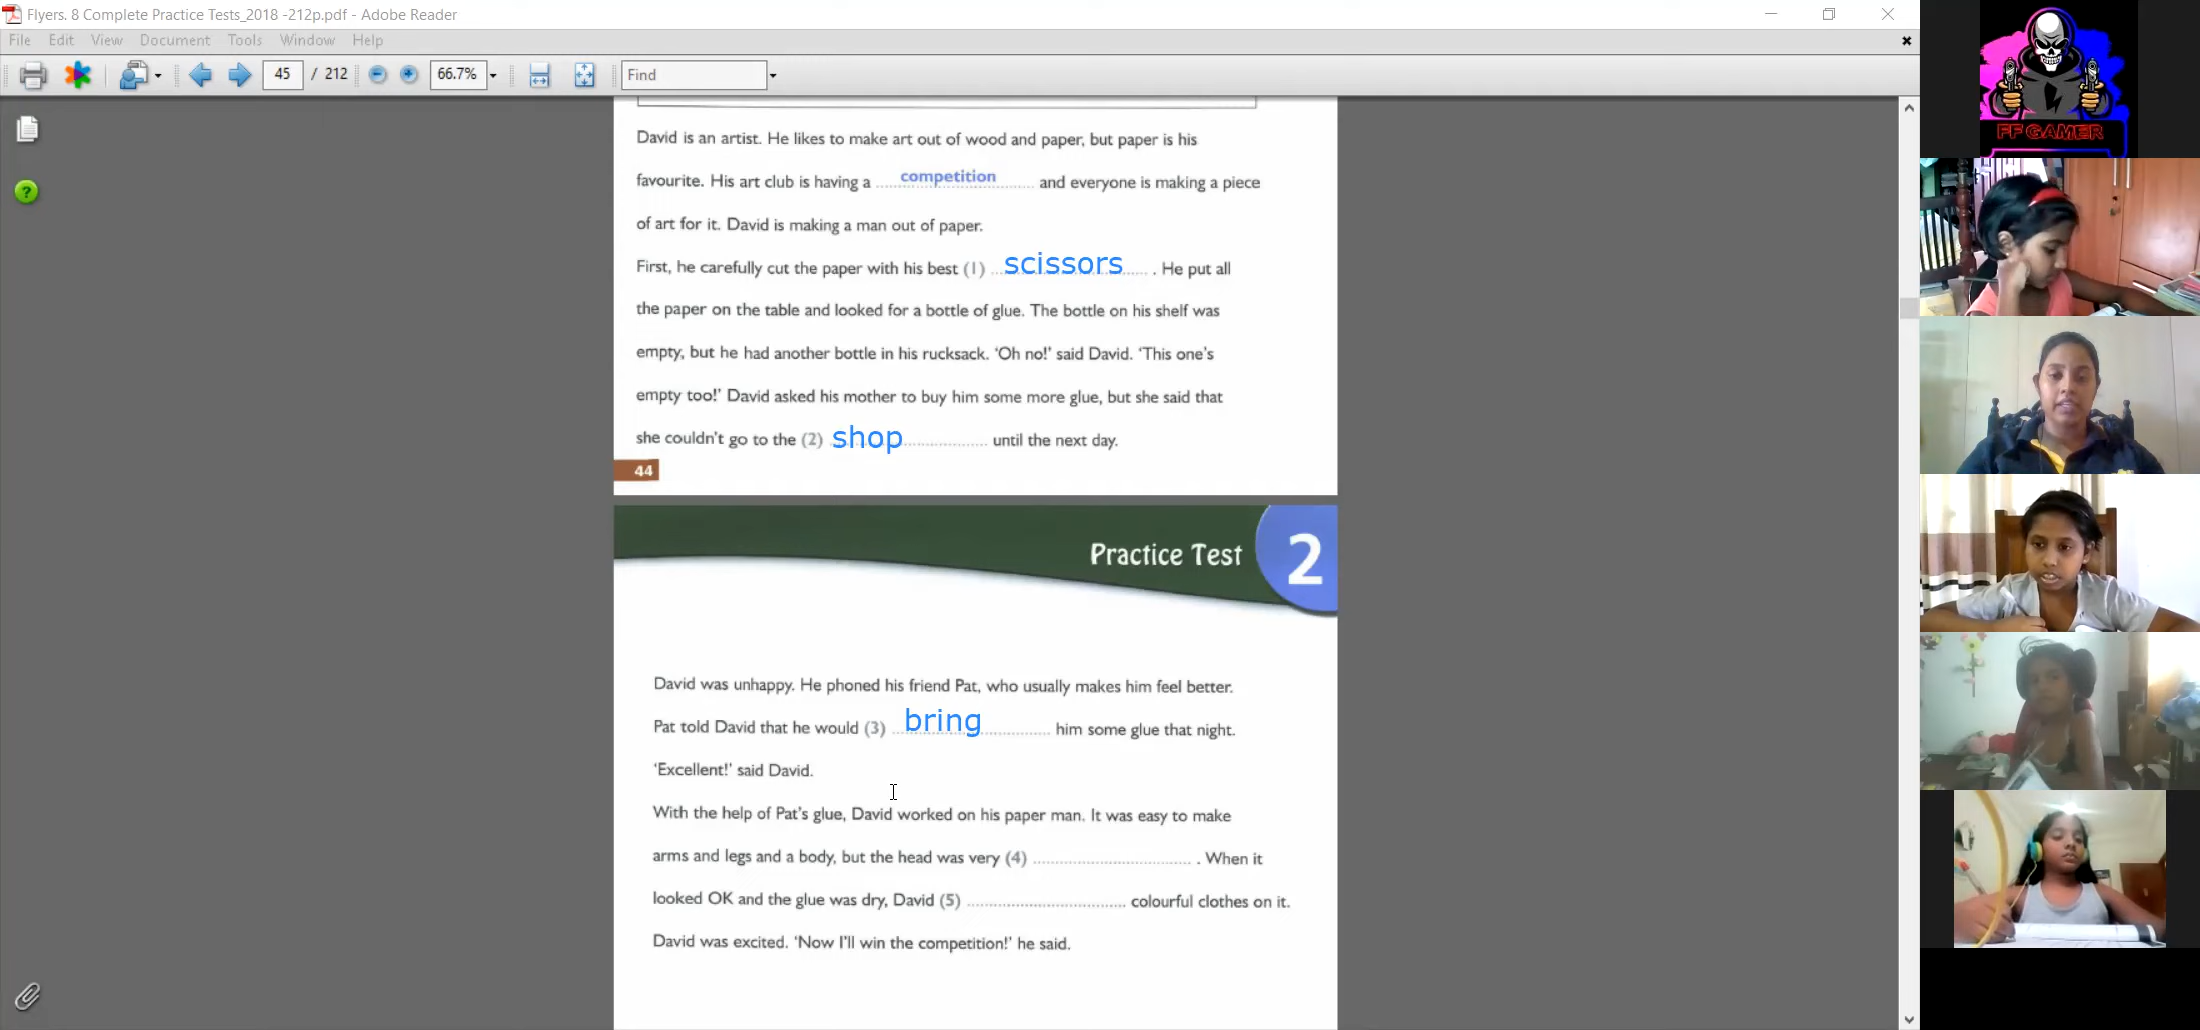 Flyers. 8 Complete Practice Tests_2018 -212p.pdf - Adobe Reader
File Edit View Document Tools Window Help
45 / 212 66.7% Find
David is an artist. He likes to make art out of wood and paper, but paper is his
favourite. His art club is having a competition and everyone is making a piece
of art for it. David is making a man out of paper.
First, he carefully cut the paper with his best (1) scissors . He put all
the paper on the table and looked for a bottle of glue. The bottle on his shelf was
empty, but he had another bottle in his rucksack. 'Oh no!' said David. 'This one's
empty too!' David asked his mother to buy him some more glue, but she said that
she couldn't go to the (2) shop until the next day.
44
Practice Test 2
David was unhappy. He phoned his friend Pat, who usually makes him feel better.
Pat told David that he would (3) bring him some glue that night.
'Excellent!' said David.
With the help of Pat's glue, David worked on his paper man. It was easy to make
arms and legs and a body, but the head was very (4) ........................................ . When it
looked OK and the glue was dry, David (5) ........................................ colourful clothes on it.
David was excited. 'Now I'll win the competition!' he said.
FF GAMER